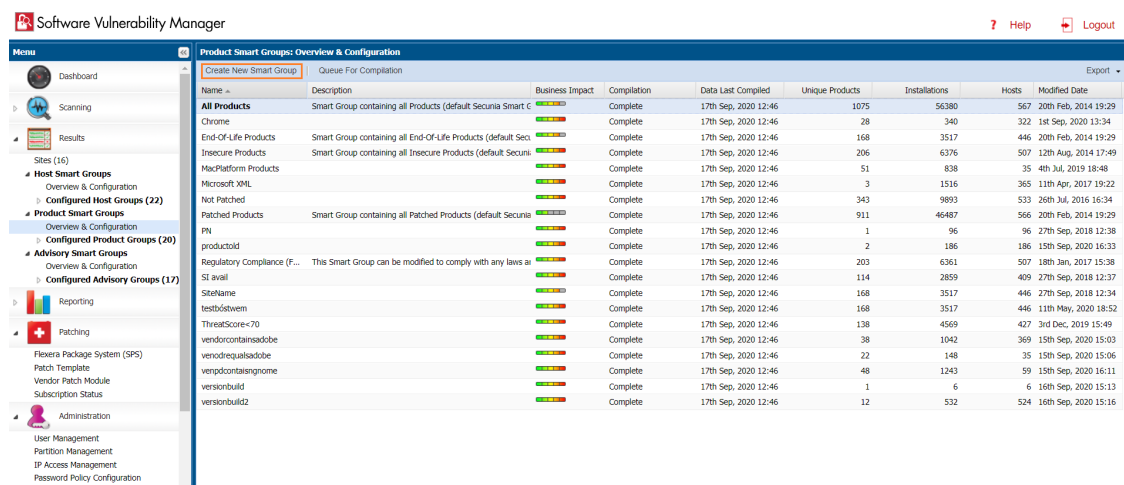 Software Vulnerability Manager
? Help Logout
Menu
Dashboard
Scanning
Results
Sites (16)
Host Smart Groups
Overview & Configuration
Configured Host Groups (22)
Product Smart Groups
Overview & Configuration
Configured Product Groups (20)
Advisory Smart Groups
Overview & Configuration
Configured Advisory Groups (17)
Reporting
Patching
Flexera Package System (SPS)
Patch Template
Vendor Patch Module
Subscription Status
Administration
User Management
Partition Management
IP Access Management
Password Policy Configuration
Product Smart Groups: Overview & Configuration
Create New Smart Group Queue For Compilation Export
Name Description Business Impact Compilation Data Last Compiled Unique Products Installations Hosts Modified Date
All Products Smart Group containing all Products (default Secunia Smart G Complete 17th Sep, 2020 12:46 1075 56380 567 20th Feb, 2014 19:29
Chrome Complete 17th Sep, 2020 12:46 28 340 322 1st Sep, 2020 13:34
End-Of-Life Products Smart Group containing all End-Of-Life Products (default Secu Complete 17th Sep, 2020 12:46 168 3517 446 20th Feb, 2014 19:29
Insecure Products Smart Group containing all Insecure Products (default Secuni Complete 17th Sep, 2020 12:46 206 6376 507 12th Aug, 2014 17:49
MacPlatform Products Complete 17th Sep, 2020 12:46 51 838 35 4th Jul, 2019 18:48
Microsoft XML Complete 17th Sep, 2020 12:46 3 1516 365 11th Apr, 2017 19:22
Not Patched Complete 17th Sep, 2020 12:46 343 9893 533 26th Jul, 2016 16:34
Patched Products Smart Group containing all Patched Products (default Secunia Complete 17th Sep, 2020 12:46 911 46487 566 20th Feb, 2014 19:29
PN Complete 17th Sep, 2020 12:46 1 96 96 27th Sep, 2018 12:38
productold Complete 17th Sep, 2020 12:46 2 186 186 15th Sep, 2020 16:33
Regulatory Compliance (F... This Smart Group can be modified to comply with any laws a Complete 17th Sep, 2020 12:46 203 6361 507 18th Jan, 2017 15:38
SI avail Complete 17th Sep, 2020 12:46 114 2859 409 27th Sep, 2018 12:37
SiteName Complete 17th Sep, 2020 12:46 168 3517 446 27th Sep, 2018 12:34
testbóstwem Complete 17th Sep, 2020 12:46 168 3517 446 11th May, 2020 18:52
ThreatScore<70 Complete 17th Sep, 2020 12:46 138 4569 427 3rd Dec, 2019 15:49
vendorcontainsadobe Complete 17th Sep, 2020 12:46 38 1042 369 15th Sep, 2020 15:03
venodrequalsadobe Complete 17th Sep, 2020 12:46 22 148 35 15th Sep, 2020 15:06
venpdcontaisngnome Complete 17th Sep, 2020 12:46 48 1243 59 15th Sep, 2020 16:11
versionbuild Complete 17th Sep, 2020 12:46 1 6 6 16th Sep, 2020 15:13
versionbuild2 Complete 17th Sep, 2020 12:46 12 532 524 16th Sep, 2020 15:16